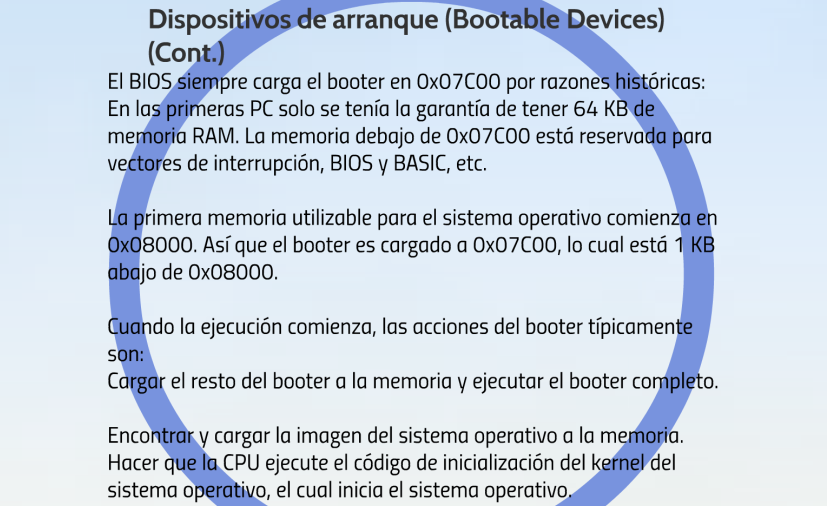 Dispositivos de arranque (Bootable Devices)
(Cont.)
El BIOS siempre carga el booter en 0x07C00 por razones históricas:
En las primeras PC solo se tenía la garantía de tener 64 KB de
memoria RAM. La memoria debajo de 0x07C00 está reservada para
vectores de interrupción, BIOS y BASIC, etc.
La primera memoria utilizable para el sistema operativo comienza en
0x08000. Así que el booter es cargado a 0x07C00, lo cual está 1 KB
abajo de 0x08000.
Cuando la ejecución comienza, las acciones del booter típicamente
son:
Cargar el resto del booter a la memoria y ejecutar el booter completo.
Encontrar y cargar la imagen del sistema operativo a la memoria.
Hacer que la CPU ejecute el código de inicialización del kernel del
sistema operativo, el cual inicia el sistema operativo.